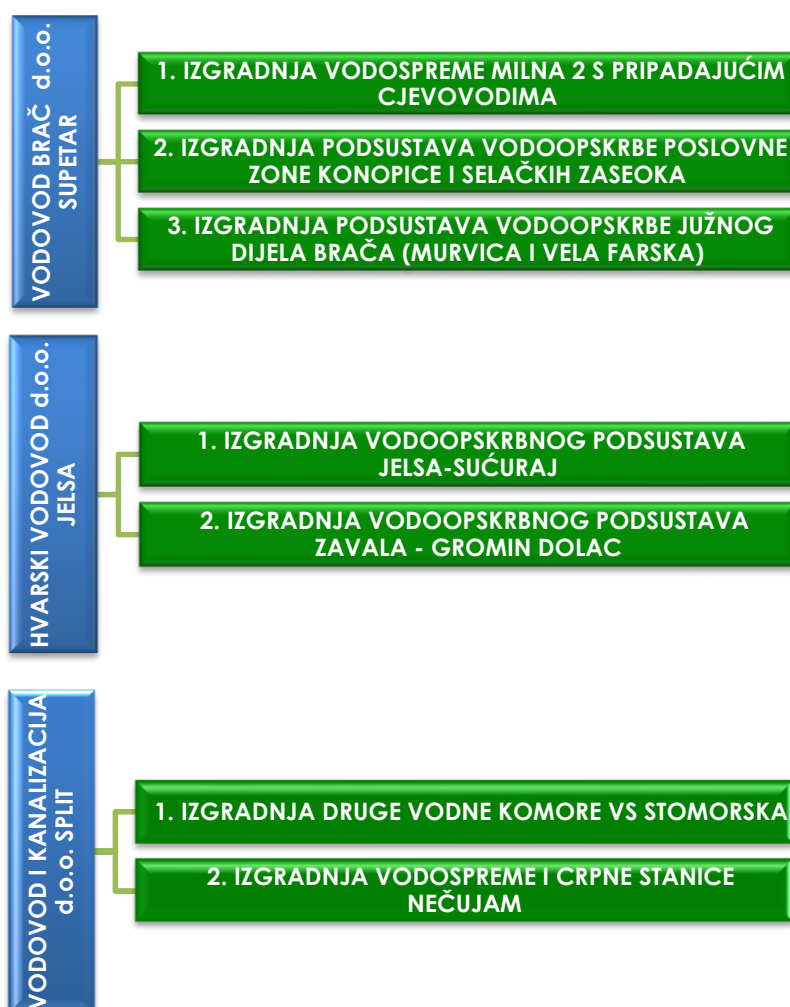 VODOVOD BRAČ d.o.o.
SUPETAR
1. IZGRADNJA VODOSPREME MILNA 2 S PRIPADAJUĆIM
CJEVOVODIMA
2. IZGRADNJA PODSUSTAVA VODOOPSKRBE POSLOVNE
ZONE KONOPICE I SELAČKIH ZASEOKA
3. IZGRADNJA PODSUSTAVA VODOOPSKRBE JUŽNOG
DIJELA BRAČA (MURVICA I VELA FARSKA)
HVARSKI VODOVOD d.o.o.
JELSA
1. IZGRADNJA VODOOPSKRBNOG PODSUSTAVA
JELSA-SUĆURAJ
2. IZGRADNJA VODOOPSKRBNOG PODSUSTAVA
ZAVALA - GROMIN DOLAC
VODOVOD I KANALIZACIJA
d.o.o. SPLIT
1. IZGRADNJA DRUGE VODNE KOMORE VS STOMORSKA
2. IZGRADNJA VODOSPREME I CRPNE STANICE
NEČUJAM